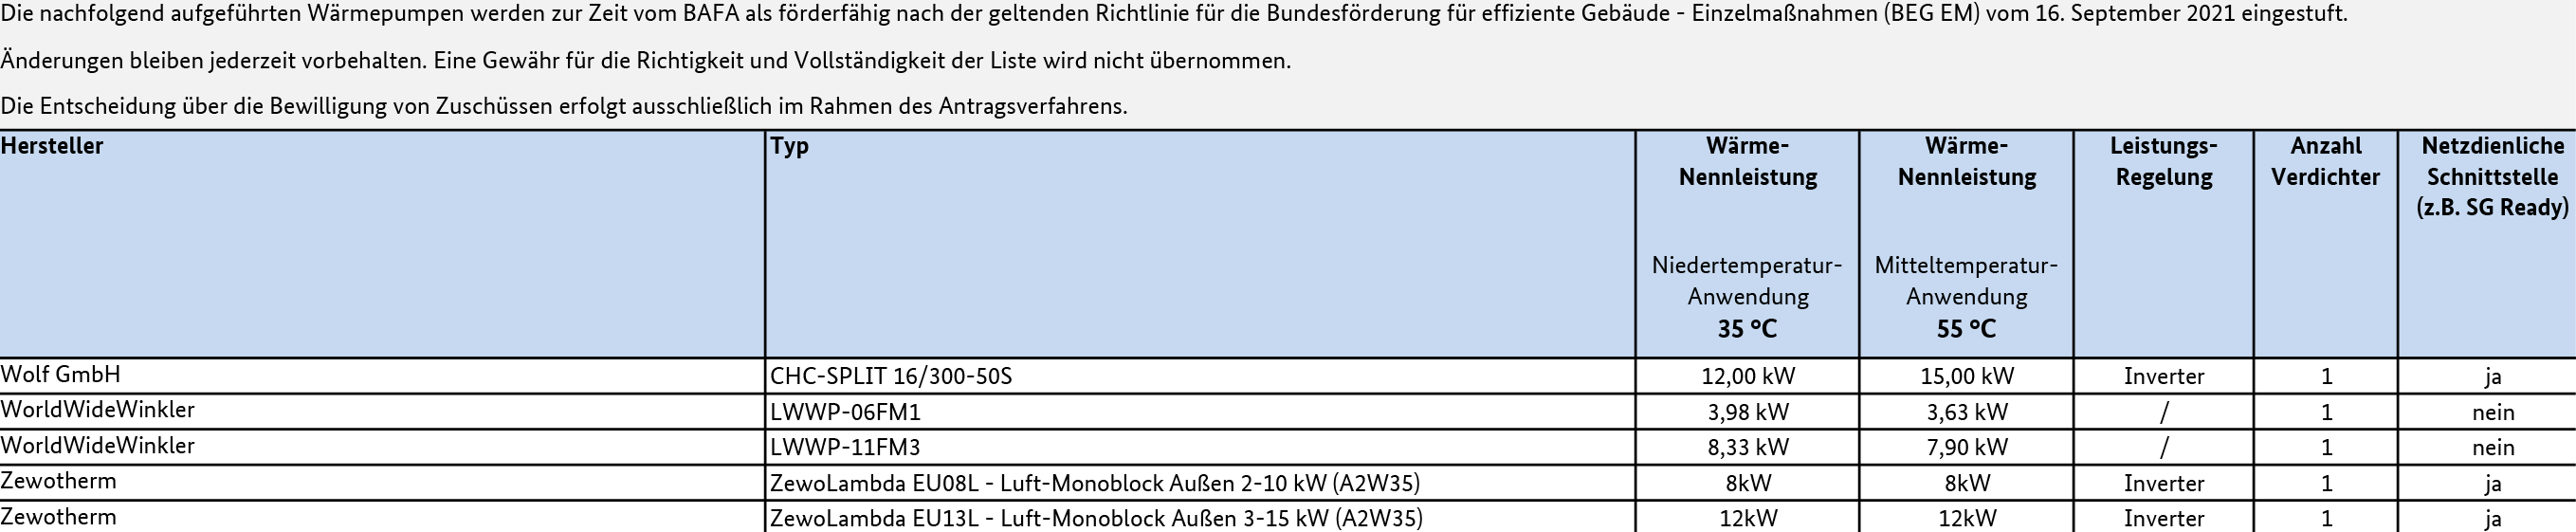 Die nachfolgend aufgeführten Wärmepumpen werden zur Zeit vom BAFA als förderfähig nach der geltenden Richtlinie für die Bundesförderung für effiziente Gebäude - Einzelmaßnahmen (BEG EM) vom 16. September 2021 eingestuft.
Änderungen bleiben jederzeit vorbehalten. Eine Gewähr für die Richtigkeit und Vollständigkeit der Liste wird nicht übernommen.
Die Entscheidung über die Bewilligung von Zuschüssen erfolgt ausschließlich im Rahmen des Antragsverfahrens.
Hersteller Typ Wärme- Wärme- Leistungs- Anzahl Netzdienliche
Nennleistung Nennleistung Regelung Verdichter Schnittstelle
(z.B. SG Ready)
Niedertemperatur- Mitteltemperatur-
Anwendung Anwendung
35 °C 55 °C
Wolf GmbH CHC-SPLIT 16/300-50S 12,00 kW 15,00 kW Inverter 1 ja
WorldWideWinkler LWWP-06FM1 3,98 kW 3,63 kW / 1 nein
WorldWideWinkler LWWP-11FM3 8,33 kW 7,90 kW / 1 nein
Zewotherm ZewoLambda EU08L - Luft-Monoblock Außen 2-10 kW (A2W35) 8kW 8kW Inverter 1 ja
Zewotherm ZewoLambda EU13L - Luft-Monoblock Außen 3-15 kW (A2W35) 12kW 12kW Inverter 1 ja